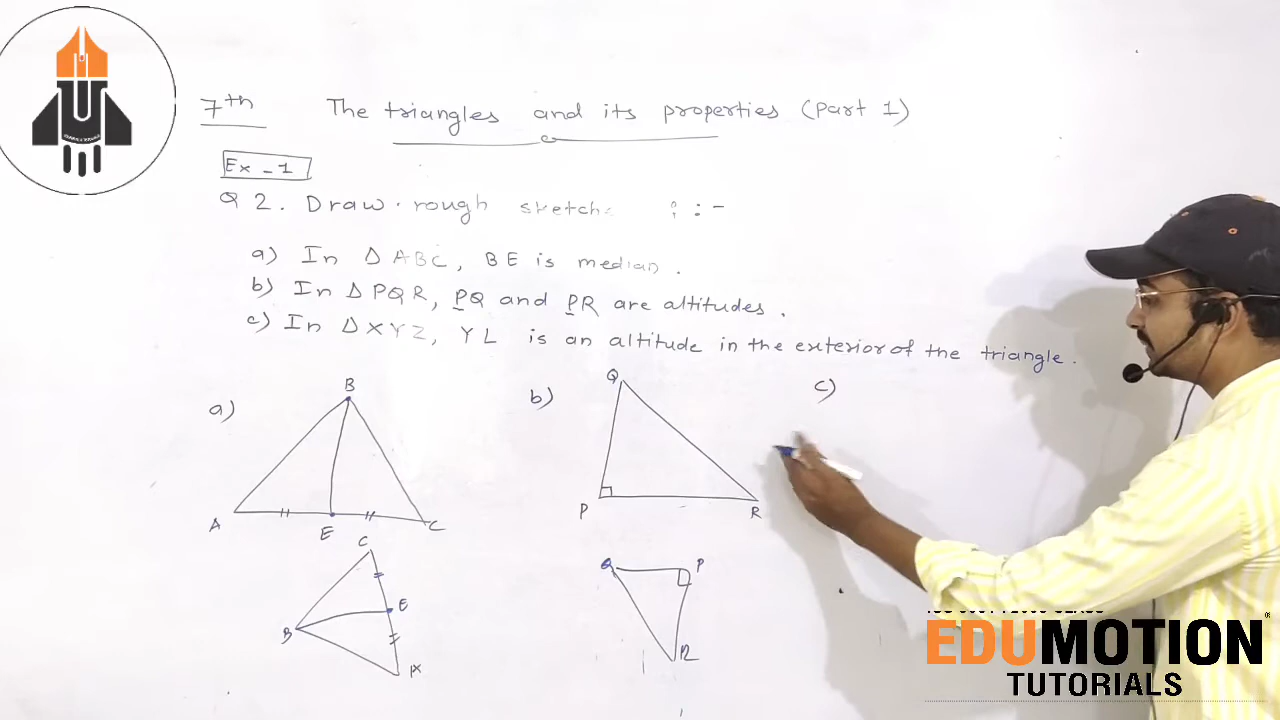 7th The triangles and its properties (Part 1)
Ex - 1
Q 2. Draw rough sketch : -
a) In Δ ABC, BE is median.
b) In Δ PQR, PQ and PR are altitudes.
c) In Δ XYZ, YL is an altitude in the exterior of the triangle.
a)
B
A
E
C
b)
Q
P
R
c)
C
B
E
A
Q
P
R
EDUMOTION
TUTORIALS